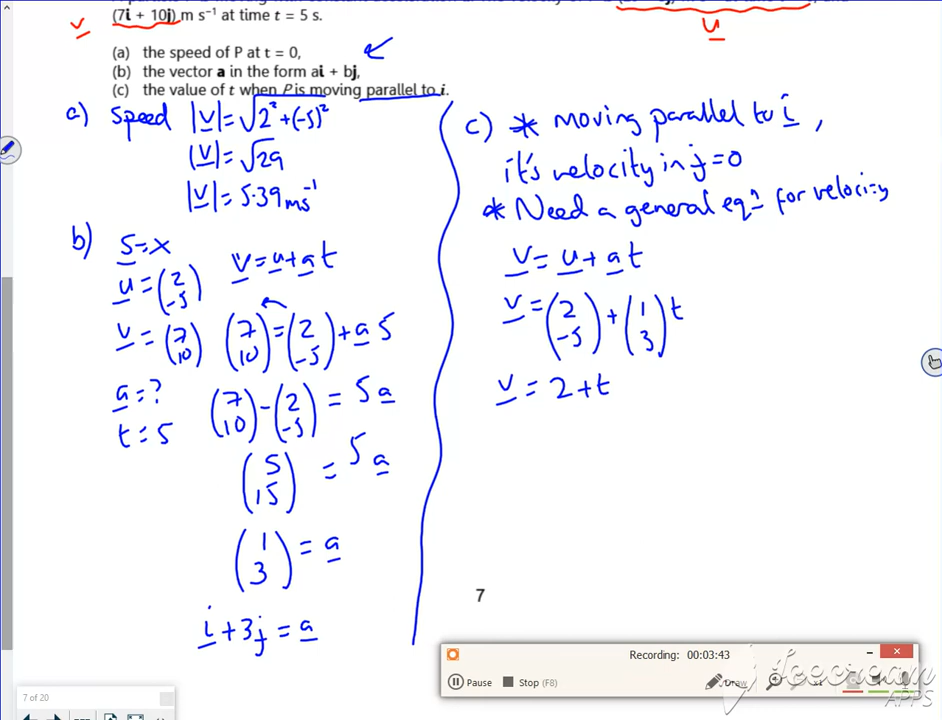 (7i + 10j) m s⁻¹ at time t = 5 s.
v
u
(a) the speed of P at t = 0,
(b) the vector a in the form ai + bj,
(c) the value of t when P is moving parallel to i.
a) Speed |v| = √2² + (-5)²
|v| = √29
|v| = 5.39 ms⁻¹
b) s = x
u = (2 -5)
v = (7 10)
a = ?
t = 5
v = u + at
(7 10) = (2 -5) + a 5
(7 10) - (2 -5) = 5a
(5 15) = 5a
(1 3) = a
i + 3j = a
c) * moving parallel to i,
it's velocity in j = 0
* Need a general eqn for velocity
v = u + at
v = (2 -5) + (1 3) t
v = 2 + t
7
Recording: 00:03:43
Pause
Stop (F8)
Draw
x1
icecream
APPS
7 of 20